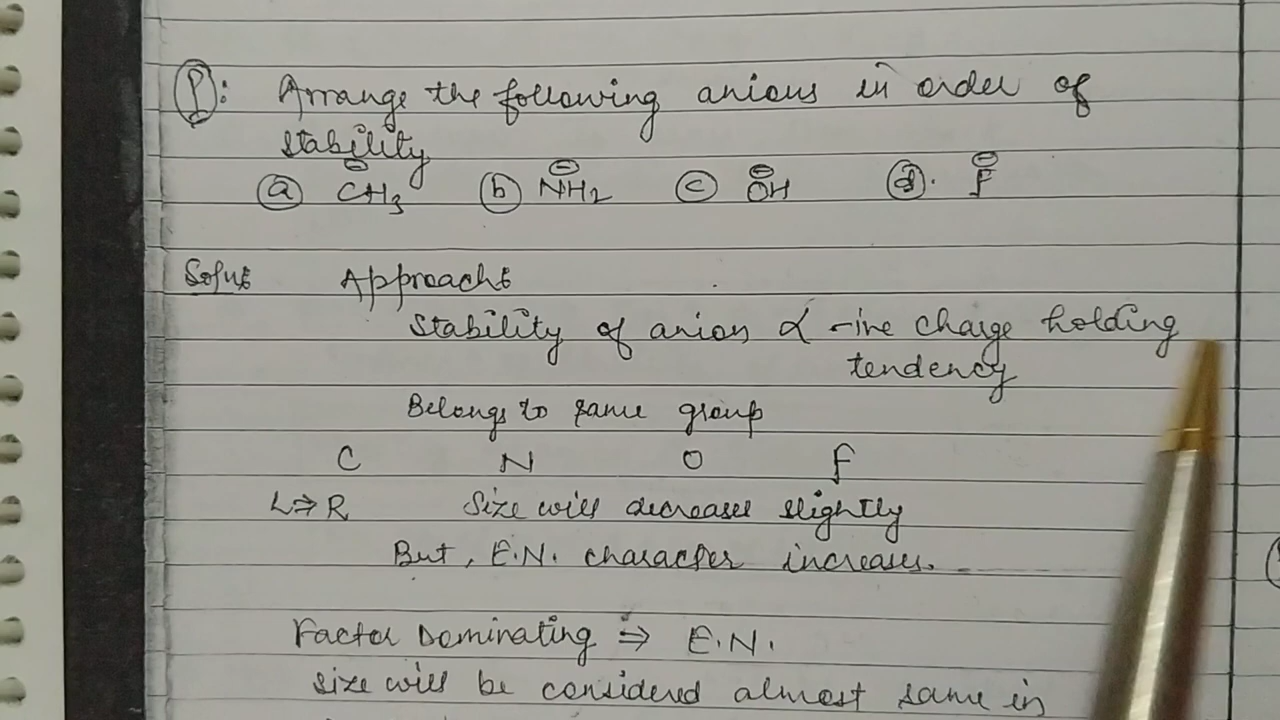 P: Arrange the following anions in order of
stability
a CH3⊖ b NH2⊖ c OH⊖ d. F⊖
Solu: Approach:
Stability of anion ∝ -ive charge holding
tendency
Belongs to same group
C N O F
L⇒R Size will decreases slightly
But, E.N. character increases.
Factor Dominating ⇒ E.N.
size will be considered almost same in